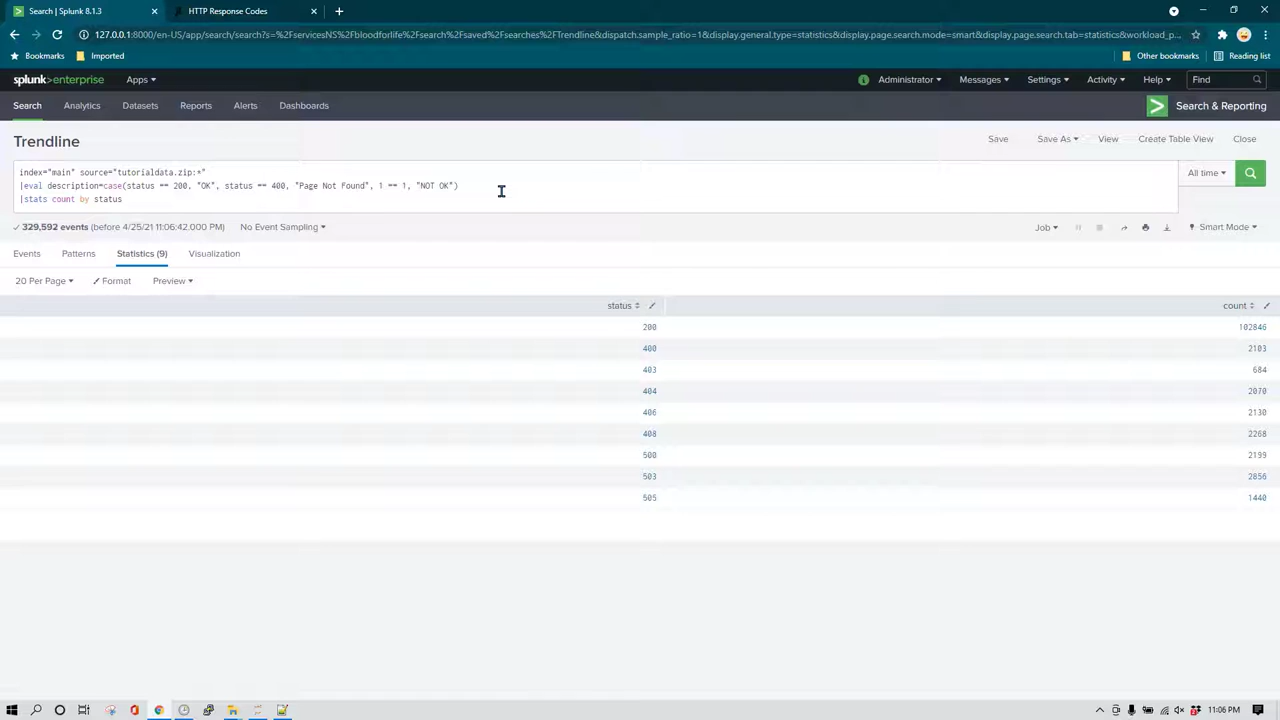 Search | Splunk 8.1.3
HTTP Response Codes
127.0.0.1:8000/en-US/app/search/search?s=%2FservicesNS%2Fbloodforlife%2Fsearch%2Fsaved%2Fsearches%2FTrendline&dispatch.sample_ratio=1&display.general.type=statistics&display.page.search.mode=smart&display.page.search.tab=statistics&workload_p...
Bookmarks Imported Other bookmarks Reading list
splunk>enterprise Apps Administrator Messages Settings Activity Help Find
Search Analytics Datasets Reports Alerts Dashboards Search & Reporting
Trendline Save Save As View Create Table View Close
index="main" source="tutorialdata.zip:*"
|eval description=case(status == 200, "OK", status == 400, "Page Not Found", 1 == 1, "NOT OK")
|stats count by status
All time
329,592 events (before 4/25/21 11:06:42.000 PM) No Event Sampling Job Smart Mode
Events Patterns Statistics (9) Visualization
20 Per Page Format Preview
status count
200 102846
400 2103
403 684
404 2070
406 2130
408 2268
500 2199
503 2856
505 1440
11:06 PM